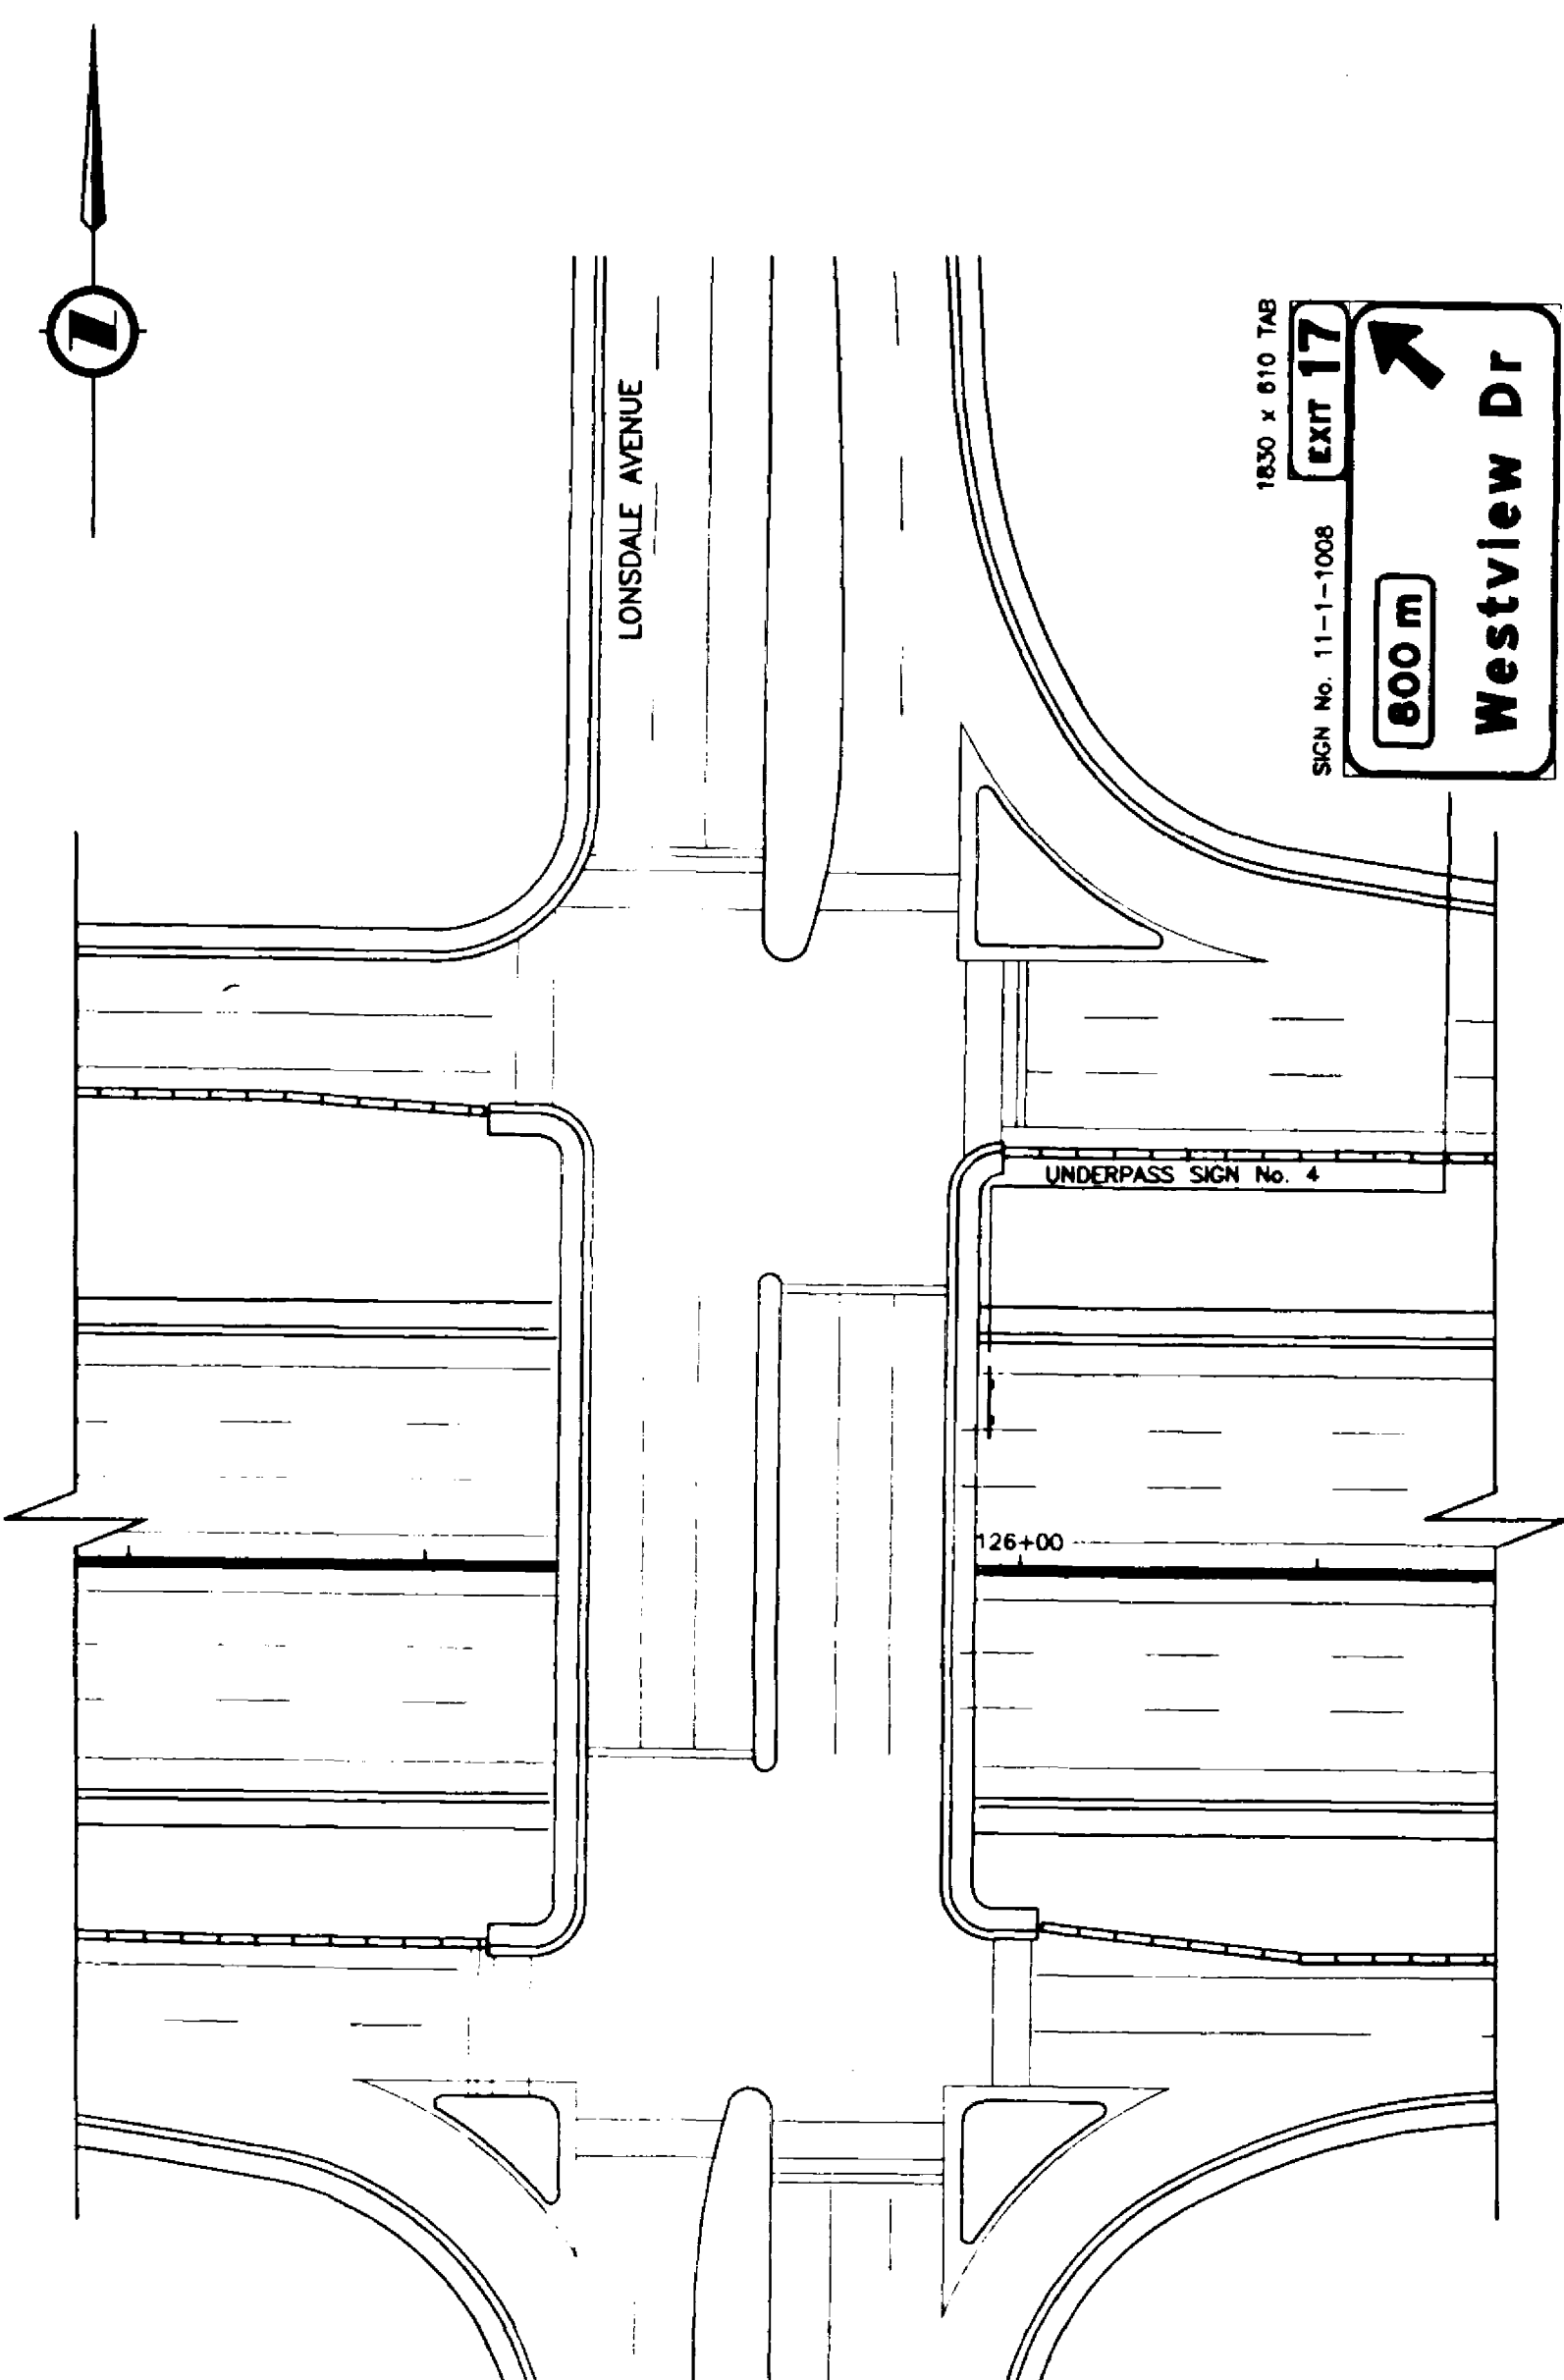 N
LONSDALE AVENUE
1830 x 610 TAB
EXIT 17
SIGN No. 11-1-1008
800 m
Westview Dr
UNDERPASS SIGN No. 4
126+00